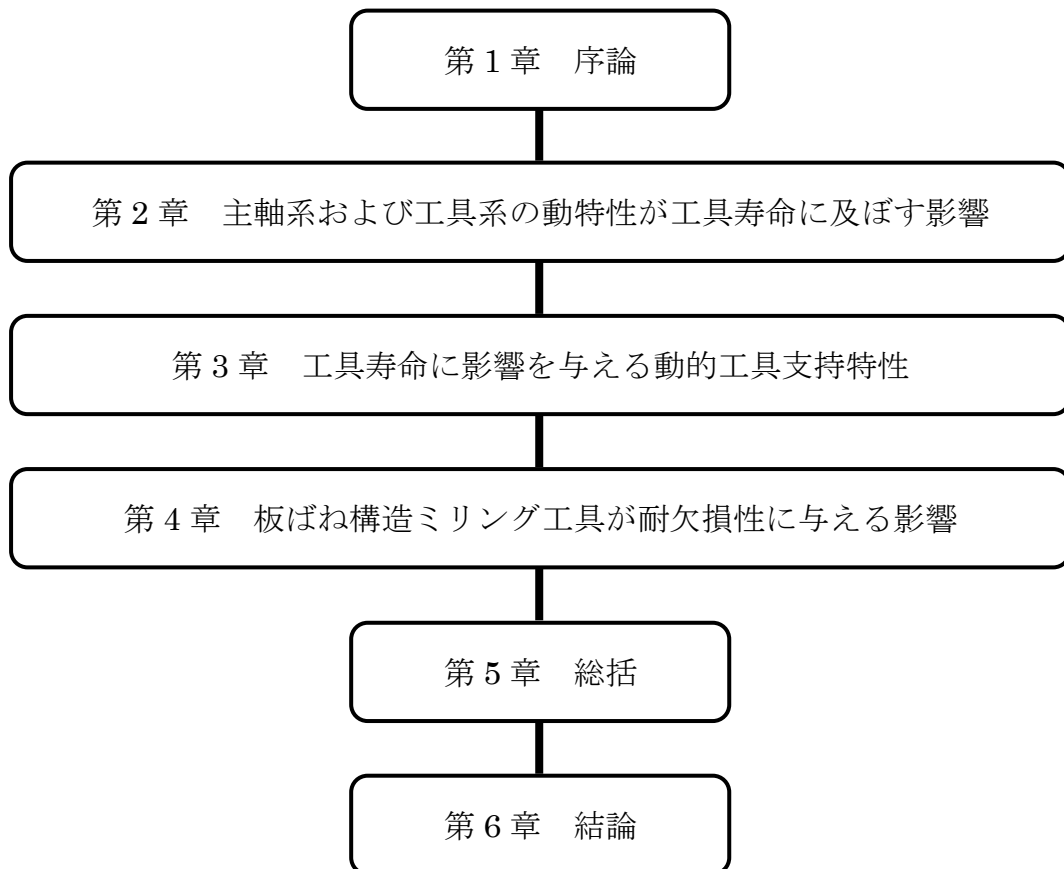 第1章　序論
第2章　主軸系および工具系の動特性が工具寿命に及ぼす影響
第3章　工具寿命に影響を与える動的工具支持特性
第4章　板ばね構造ミリング工具が耐欠損性に与える影響
第5章　総括
第6章　結論